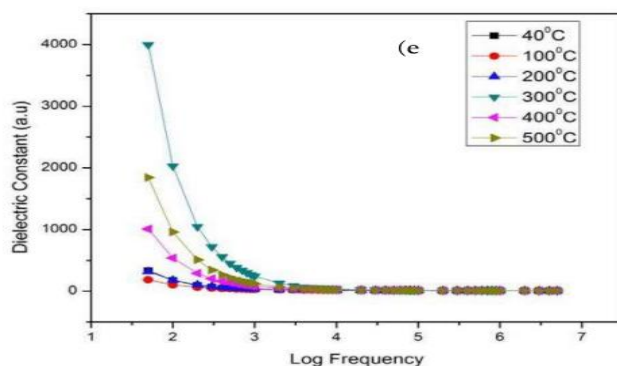 (e
40°C
100°C
200°C
300°C
400°C
500°C
Dielectric Constant (a.u)
4000
3000
2000
1000
0
1 2 3 4 5 6 7
Log Frequency